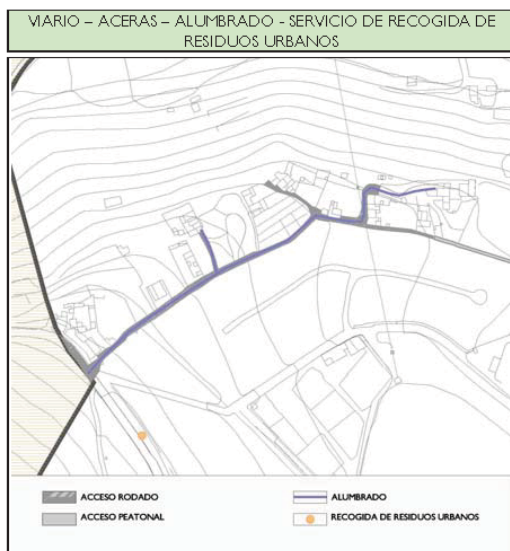 VIARIO – ACERAS – ALUMBRADO - SERVICIO DE RECOGIDA DE
RESIDUOS URBANOS
ACCESO RODADO
ALUMBRADO
ACCESO PEATONAL
RECOGIDA DE RESIDUOS URBANOS